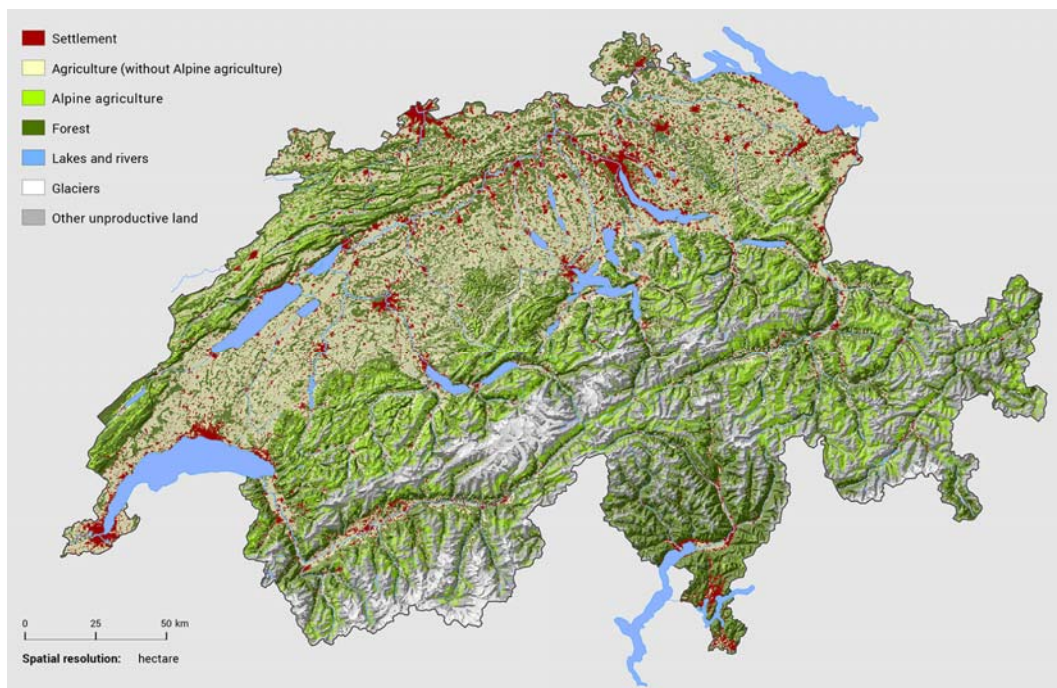 Settlement
Agriculture (without Alpine agriculture)
Alpine agriculture
Forest
Lakes and rivers
Glaciers
Other unproductive land
0 25 50 km
Spatial resolution: hectare